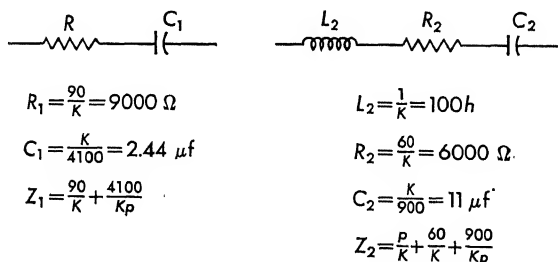 R C₁
R₁=90/K=9000 Ω
C₁=K/4100=2.44 μf
Z₁=90/K+4100/Kp
L₂ R₂ C₂
L₂=1/K=100h
R₂=60/K=6000 Ω.
C₂=K/900=11 μf
Z₂=p/K+60/K+900/Kp